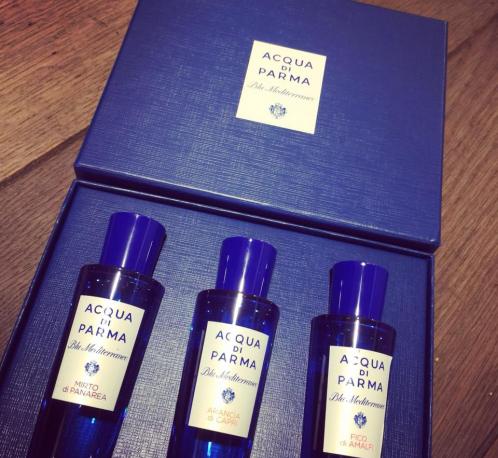 ACQUA
DI
PARMA
Blu Mediterraneo
ACQUA
DI
PARMA
Blu Mediterraneo
MIRTO
di PANAREA
ACQUA
DI
PARMA
Blu Mediterraneo
ARANCIA
di CAPRI
ACQUA
DI
PARMA
Blu Mediterraneo
FICO
di AMALFI